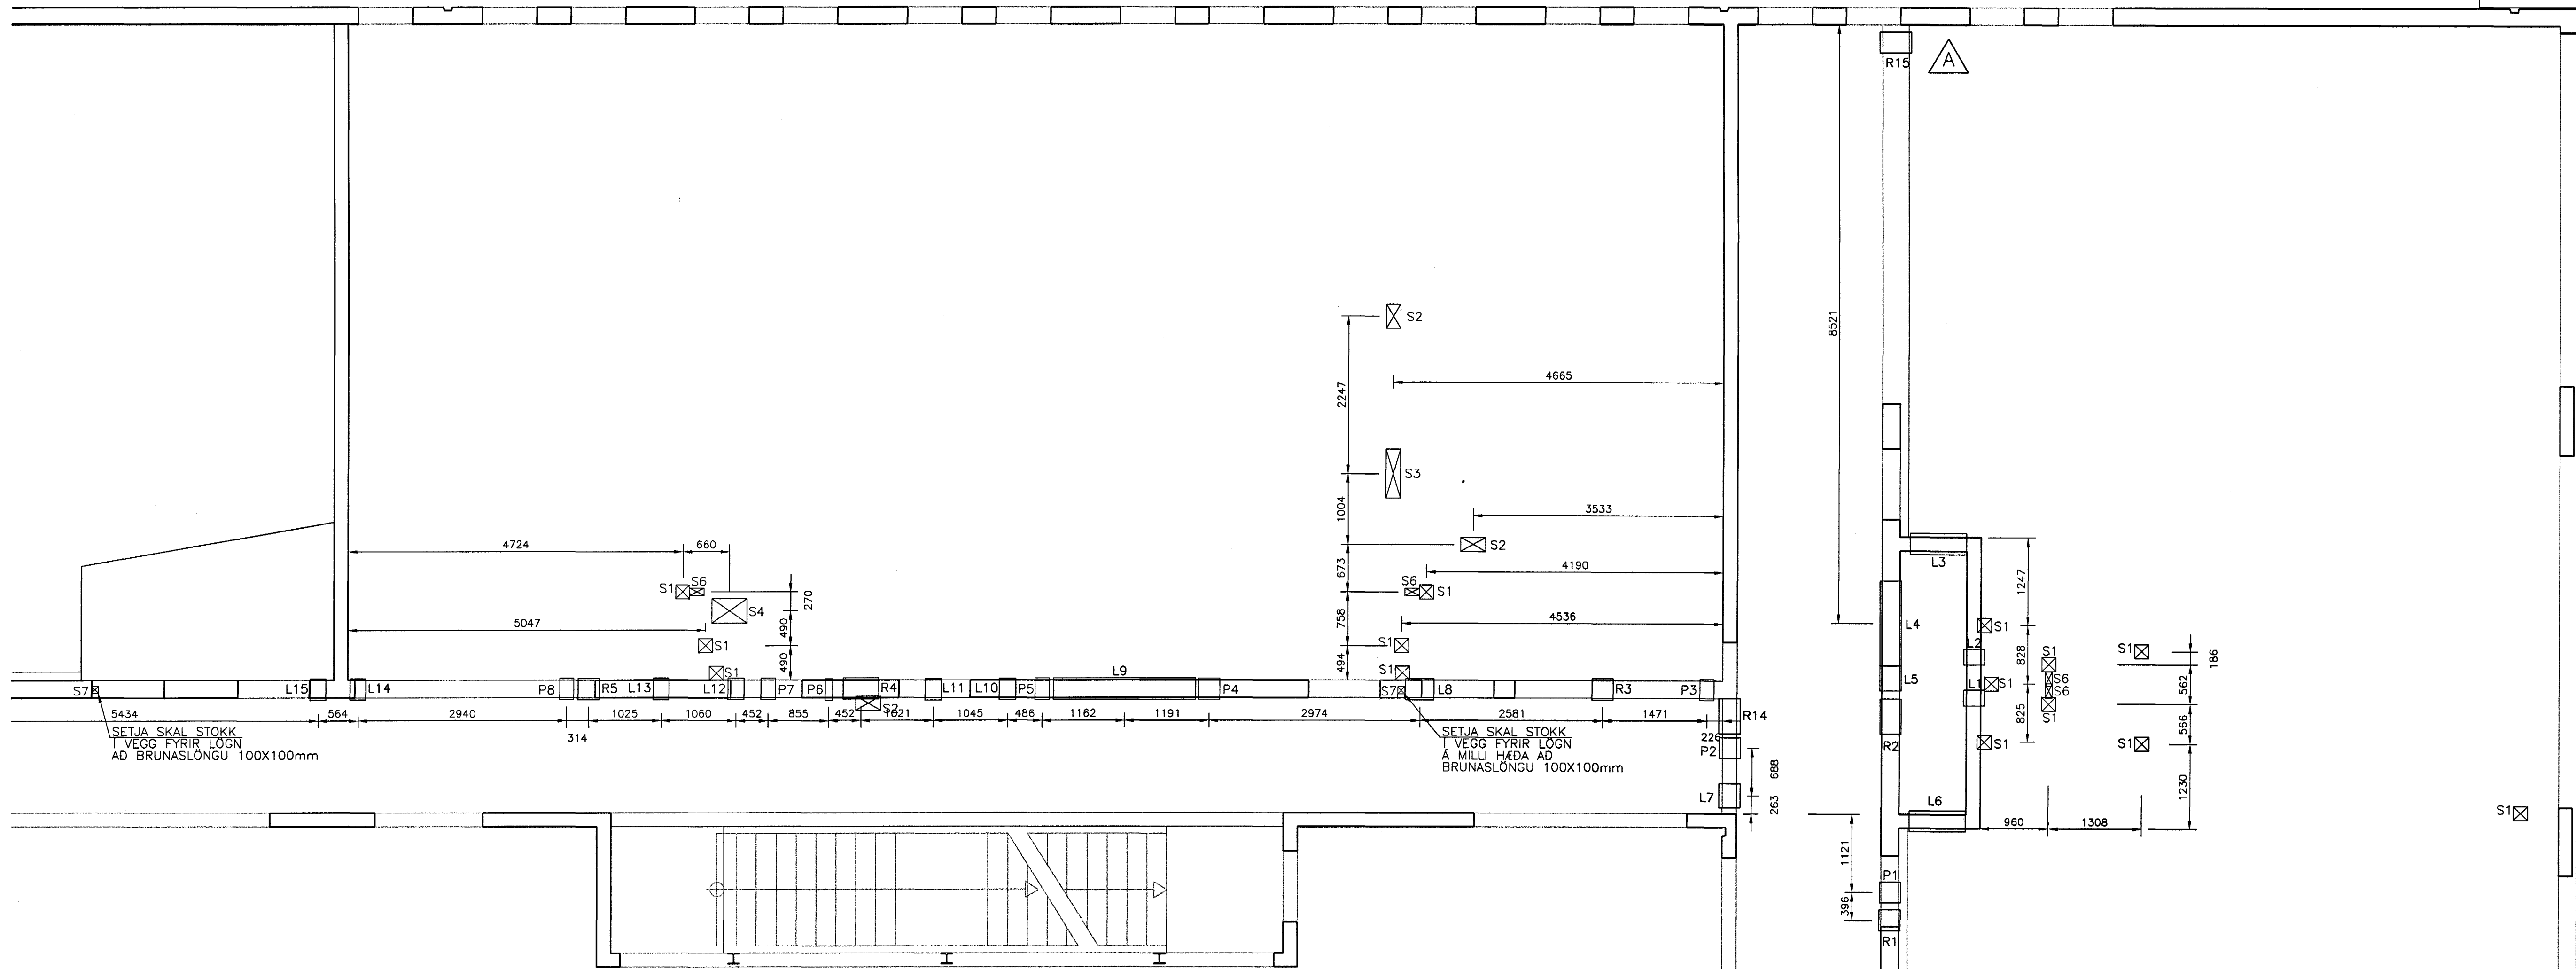 R15
A
8521
S2
2247
4665
S3
1004
3533
S2
673
4190
S6
S1
758
4536
S1
494
S1
4724
660
S1
S6
S4
270
490
5047
S1
490
S1
S7
L15
L14
P8
R5
L13
L12
P7
P6
R4
L11
L10
P5
L9
P4
S7
L8
R3
P3
S2
5434
564
2940
314
1025
1060
452
855
452
1621
1045
486
1162
1191
2974
2581
1471
226
R14
P2
688
L7
263
SETJA SKAL STOKK
Í VEGG FYRIR LÖGN
AÐ BRUNASLÖNGU 100X100mm
SETJA SKAL STOKK
Í VEGG FYRIR LÖGN
Á MILLI HÆÐA AÐ
BRUNASLÖNGU 100X100mm
L3
1247
L4
S1
L2
828
S1
S1
186
L5
L1
S1
S6
S6
562
S1
R2
S1
825
S1
566
L6
1230
960
1308
S1
1121
P1
396
R1